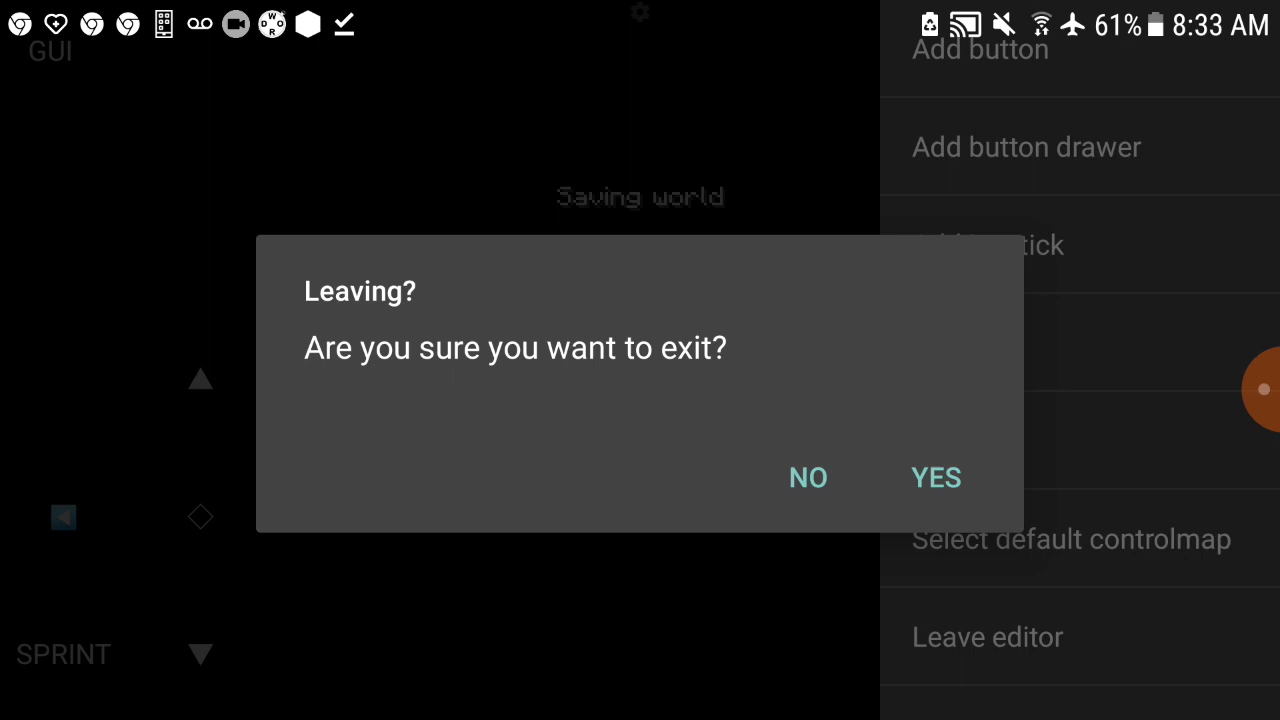 61% 8:33 AM
GUI
Add button
Add button drawer
Saving world
tick
Leaving?
Are you sure you want to exit?
NO YES
Select default controlmap
SPRINT
Leave editor